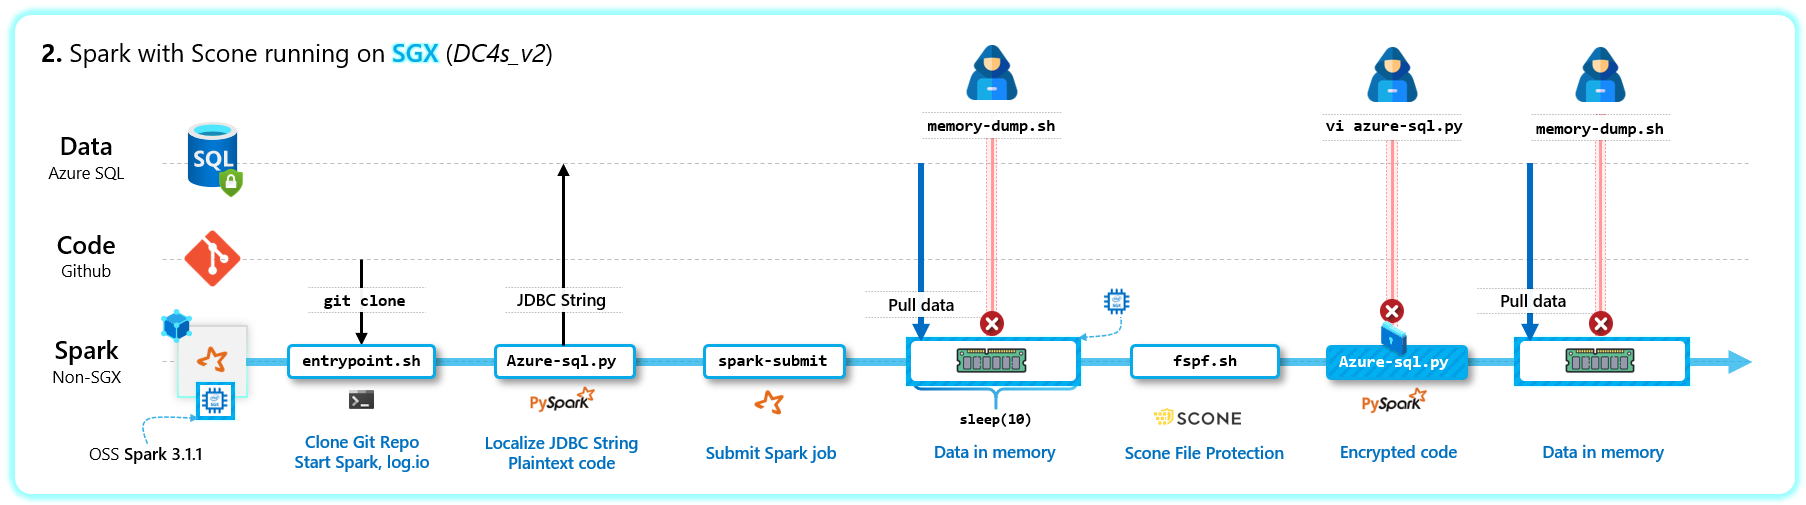 2. Spark with Scone running on SGX (DC4s_v2)
memory-dump.sh
vi azure-sql.py
memory-dump.sh
Data
Azure SQL
SQL
Code
Github
git clone
JDBC String
Pull data
Pull data
Spark
Non-SGX
entrypoint.sh
Azure-sql.py
spark-submit
fspf.sh
Azure-sql.py
PySpark
sleep(10)
SCONE
PySpark
OSS Spark 3.1.1
Clone Git Repo
Start Spark, log.io
Localize JDBC String
Plaintext code
Submit Spark job
Data in memory
Scone File Protection
Encrypted code
Data in memory